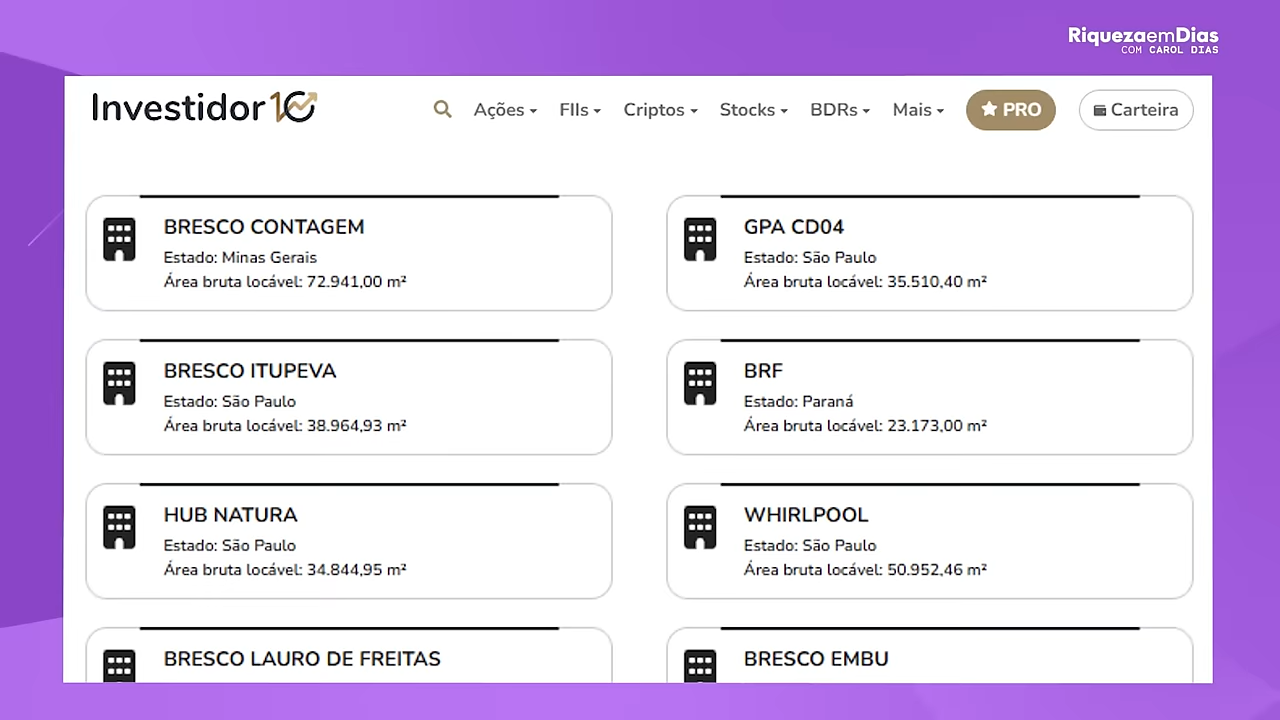 RiquezaemDias
COM CAROL DIAS
Investidor 10
Ações
FIIs
Criptos
Stocks
BDRs
Mais
PRO
Carteira
BRESCO CONTAGEM
Estado: Minas Gerais
Área bruta locável: 72.941,00 m²
GPA CD04
Estado: São Paulo
Área bruta locável: 35.510,40 m²
BRESCO ITUPEVA
Estado: São Paulo
Área bruta locável: 38.964,93 m²
BRF
Estado: Paraná
Área bruta locável: 23.173,00 m²
HUB NATURA
Estado: São Paulo
Área bruta locável: 34.844,95 m²
WHIRLPOOL
Estado: São Paulo
Área bruta locável: 50.952,46 m²
BRESCO LAURO DE FREITAS
BRESCO EMBU